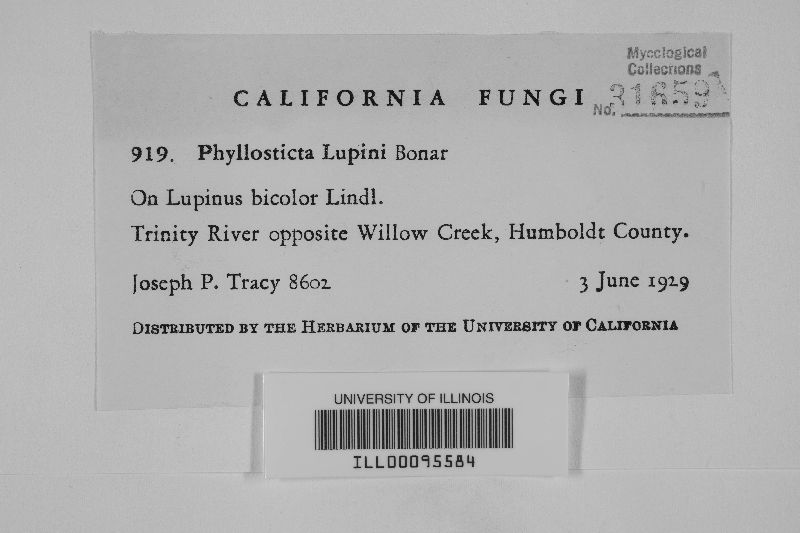 Mycological
Collections
CALIFORNIA FUNGI
No. 31659
919. Phyllosticta Lupini Bonar
On Lupinus bicolor Lindl.
Trinity River opposite Willow Creek, Humboldt County.
Joseph P. Tracy 8602 3 June 1929
DISTRIBUTED BY THE HERBARIUM OF THE UNIVERSITY OF CALIFORNIA
UNIVERSITY OF ILLINOIS
ILL00095584